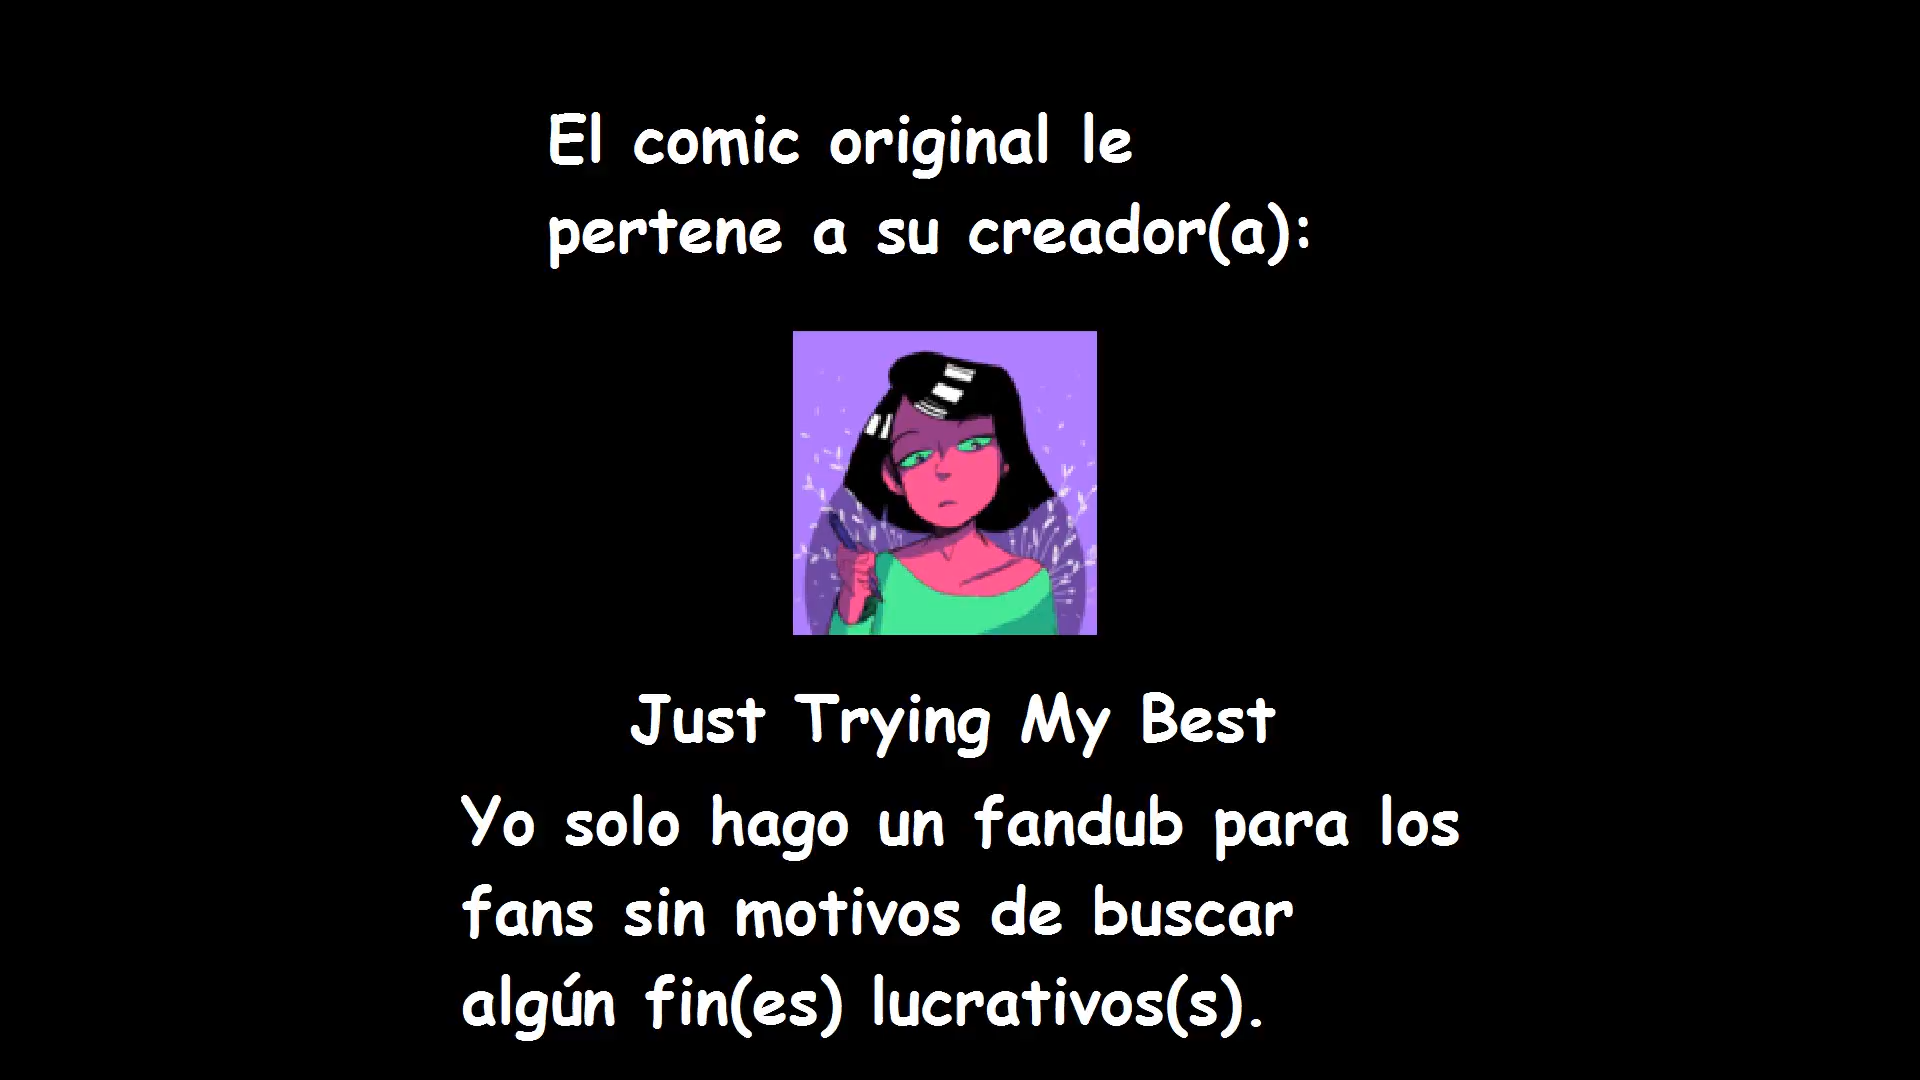 El comic original le
pertene a su creador(a):
Just Trying My Best
Yo solo hago un fandub para los
fans sin motivos de buscar
algún fin(es) lucrativos(s).